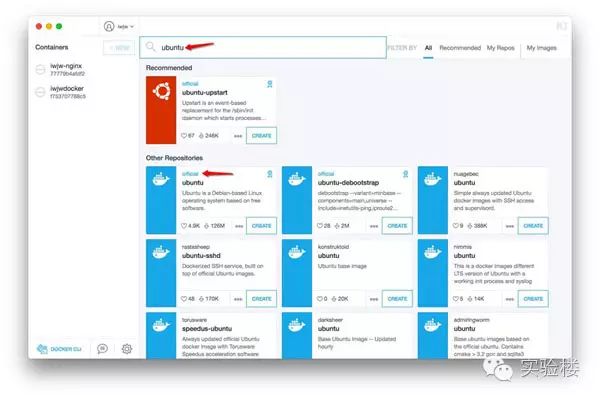 iwjw
Containers
+ NEW
ubuntu
FILTER BY
All
Recommended
My Repos
My Images
iwjw-nginx
77779b4afdf2
iwjwdocker
f753707788c5
Recommended
official
ubuntu-upstart
Upstart is an event-based
replacement for the /sbin/init
daemon which starts processes...
67
246K
CREATE
Other Repositories
official
ubuntu
Ubuntu is a Debian-based Linux
operating system based on free
software.
4.9K
126M
CREATE
official
ubuntu-debootstrap
debootstrap --variant=minbase --
components=main,universe --
include=inetutils-ping,iproute2...
28
2M
CREATE
nuagebec
ubuntu
Simple always updated Ubuntu
docker images with SSH access
and supervisord.
9
388K
CREATE
rastasheep
ubuntu-sshd
Dockerized SSH service, built on
top of official Ubuntu images.
48
170K
CREATE
konstruktoid
ubuntu
Ubuntu base image
0
20K
CREATE
nimmis
ubuntu
This is a docker images different
LTS version of Ubuntu with a
working init process and syslog
5
14K
CREATE
torusware
speedus-ubuntu
Always updated official Ubuntu
docker image with Torusware
Speedus acceleration software
darksheer
ubuntu
Base Ubuntu Image -- Updated
hourly
admiringworm
ubuntu
Base ubuntu images based on the
official ubuntu. Contains
cmake > 3.2 gcc and sqlite3
DOCKER CLI
实验楼